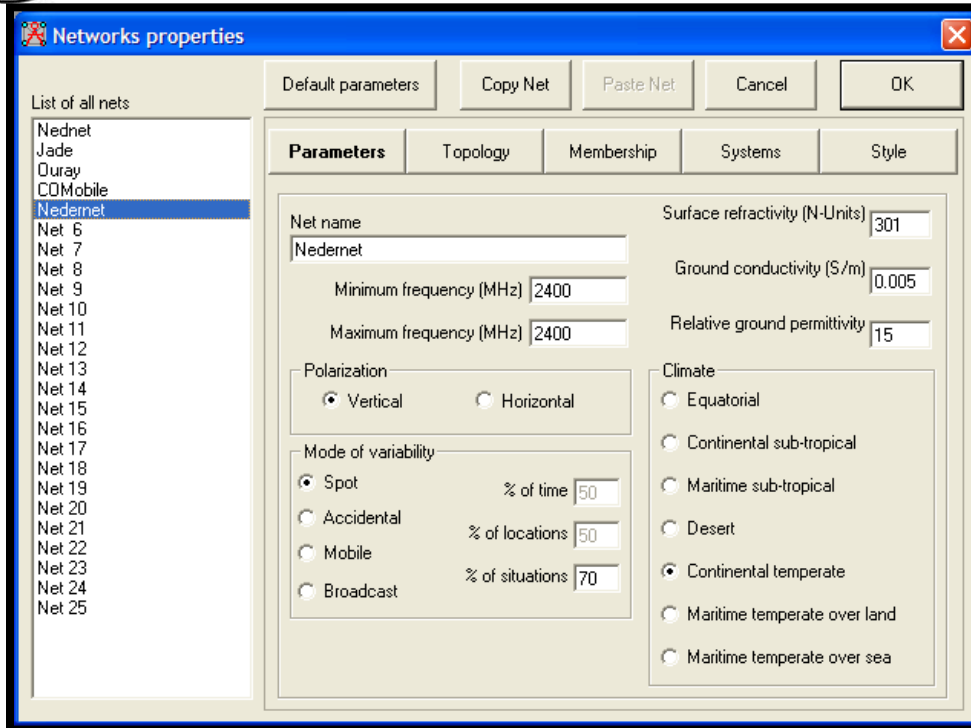 Networks properties
Default parameters
Copy Net
Paste Net
Cancel
OK
List of all nets
Nednet
Jade
Ouray
COMobile
Nedernet
Net 6
Net 7
Net 8
Net 9
Net 10
Net 11
Net 12
Net 13
Net 14
Net 15
Net 16
Net 17
Net 18
Net 19
Net 20
Net 21
Net 22
Net 23
Net 24
Net 25
Parameters
Topology
Membership
Systems
Style
Net name
Nedernet
Minimum frequency (MHz) 2400
Maximum frequency (MHz) 2400
Surface refractivity (N-Units) 301
Ground conductivity (S/m) 0.005
Relative ground permittivity 15
Polarization
Vertical
Horizontal
Mode of variability
Spot
Accidental
Mobile
Broadcast
% of time 50
% of locations 50
% of situations 70
Climate
Equatorial
Continental sub-tropical
Maritime sub-tropical
Desert
Continental temperate
Maritime temperate over land
Maritime temperate over sea